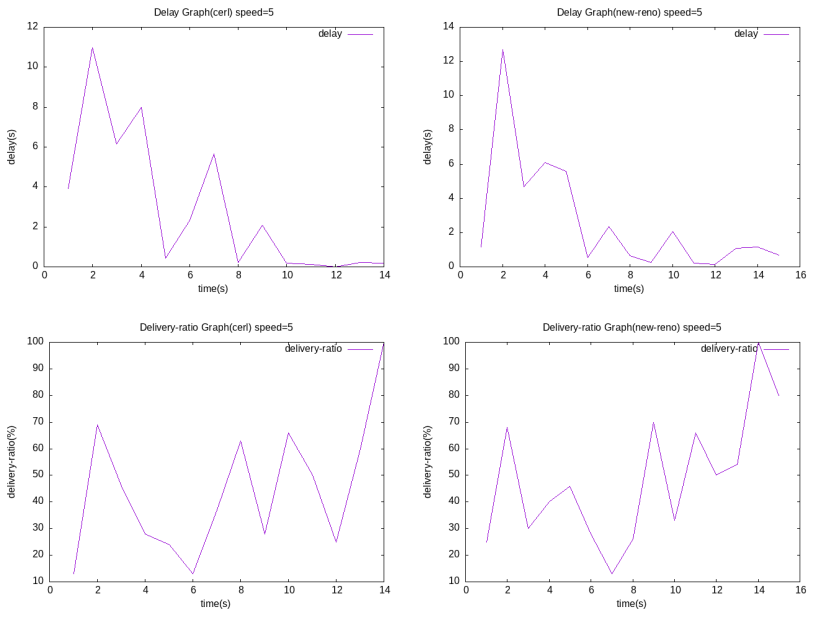 Delay Graph(cerl) speed=5
delay
12
10
8
6
4
2
0
delay(s)
0 2 4 6 8 10 12 14
time(s)
Delay Graph(new-reno) speed=5
delay
14
12
10
8
6
4
2
0
delay(s)
0 2 4 6 8 10 12 14 16
time(s)
Delivery-ratio Graph(cerl) speed=5
delivery-ratio
100
90
80
70
60
50
40
30
20
10
delivery-ratio(%)
0 2 4 6 8 10 12 14
time(s)
Delivery-ratio Graph(new-reno) speed=5
delivery-ratio
100
90
80
70
60
50
40
30
20
10
delivery-ratio(%)
0 2 4 6 8 10 12 14 16
time(s)